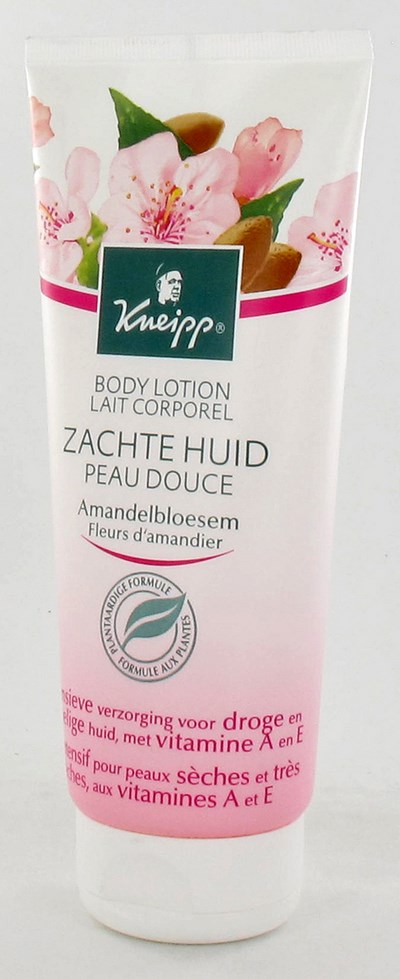 Kneipp®
BODY LOTION
LAIT CORPOREL
ZACHTE HUID
PEAU DOUCE
Amandelbloesem
Fleurs d'amandier
PLANTAARDIGE FORMULE
FORMULE AUX PLANTES
verzorging voor droge en
huid, met vitamine A en E
pour peaux sèches et très
aux vitamines A et E